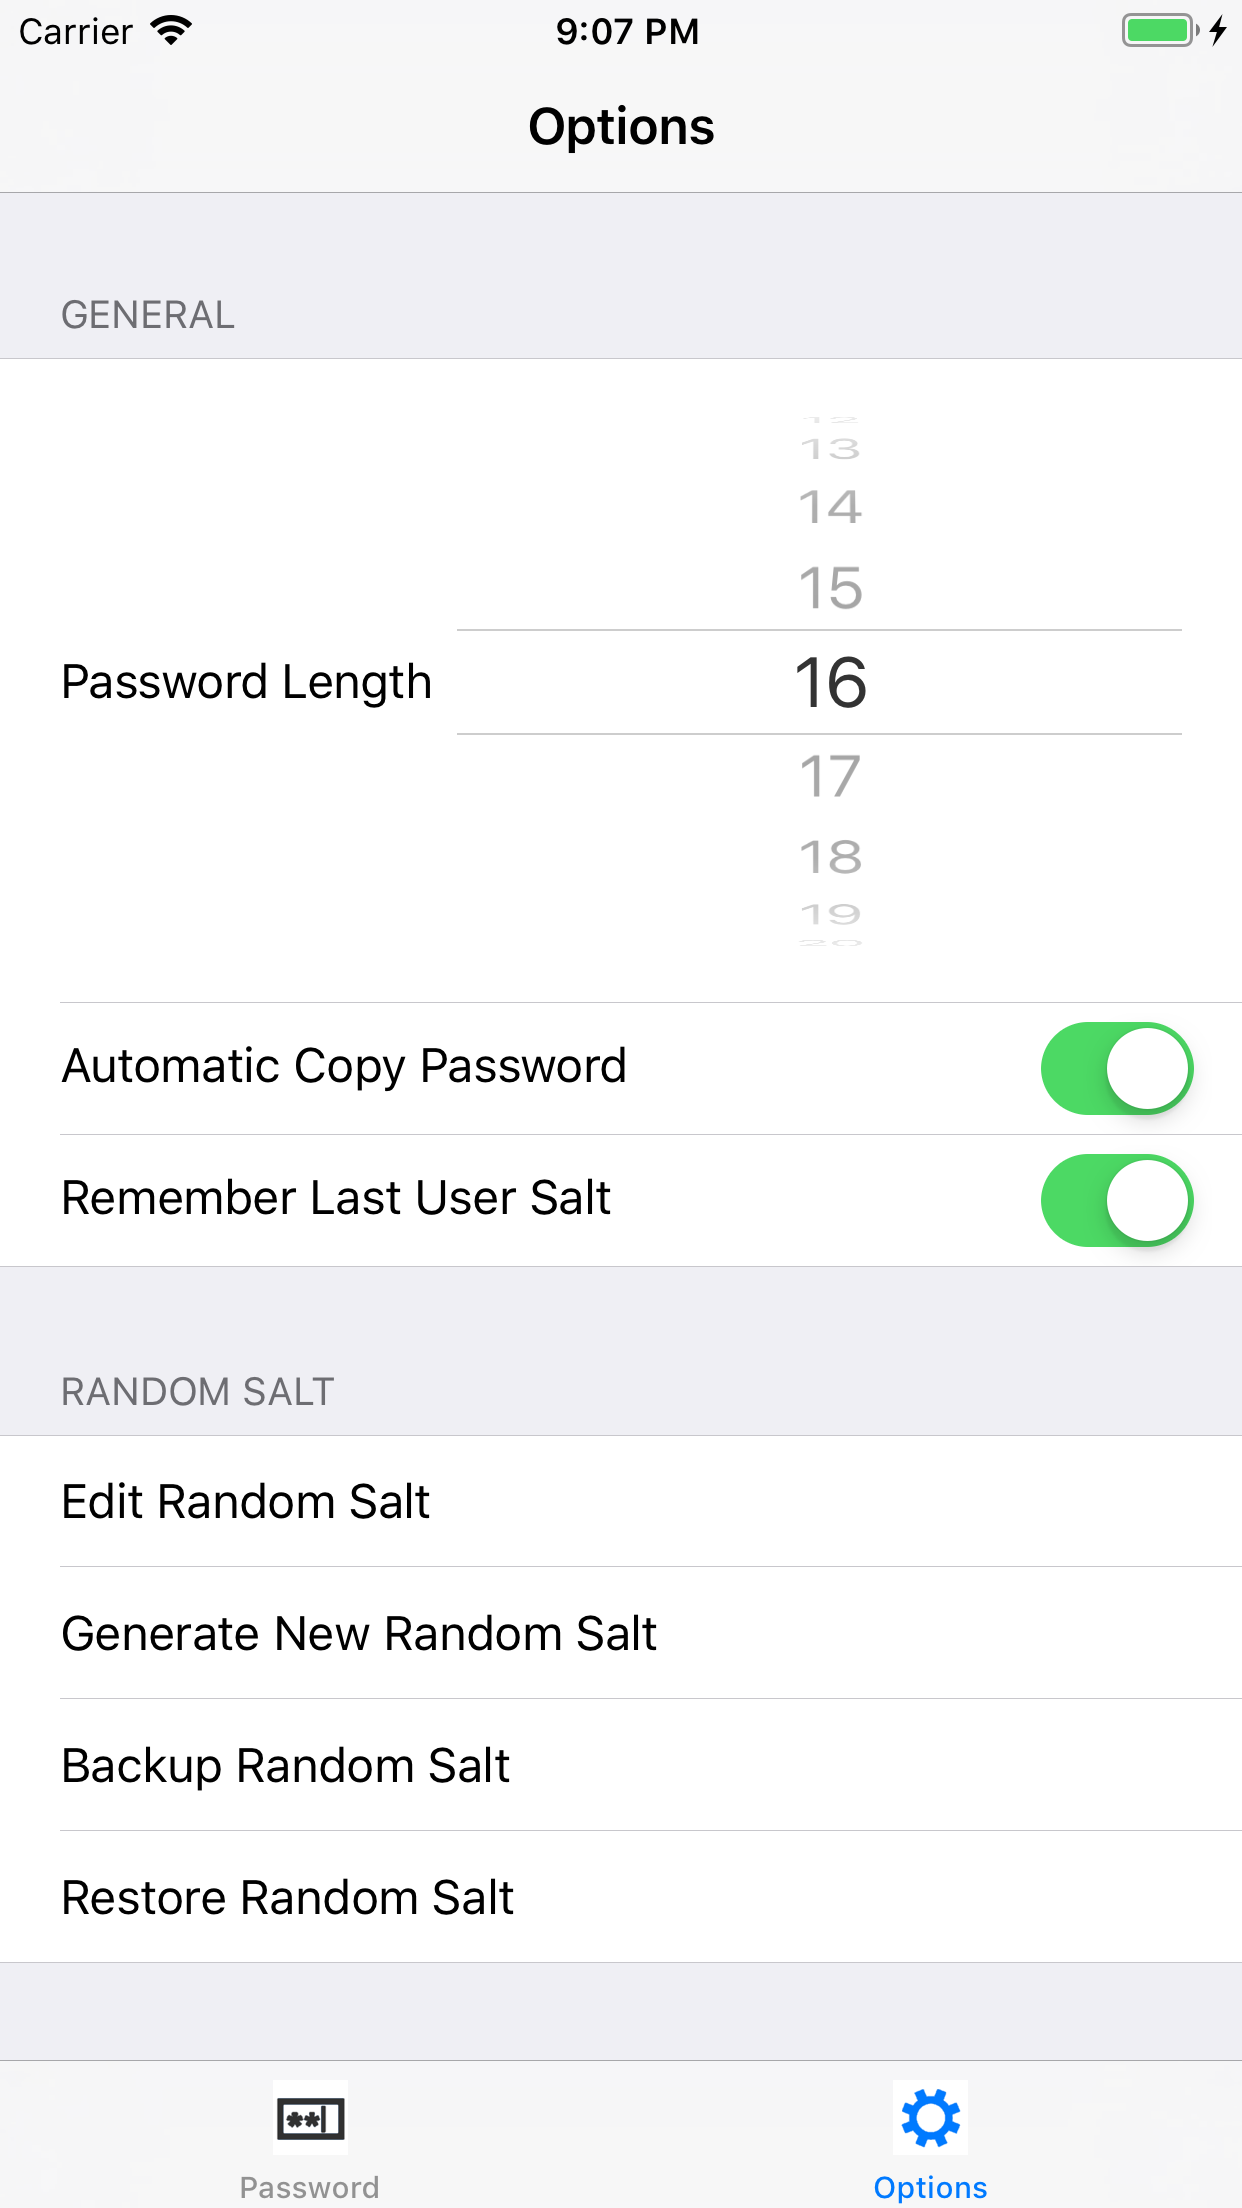 Carrier 9:07 PM
Options
GENERAL
12
13
14
15
Password Length 16
17
18
19
20
Automatic Copy Password
Remember Last User Salt
RANDOM SALT
Edit Random Salt
Generate New Random Salt
Backup Random Salt
Restore Random Salt
**
Password Options